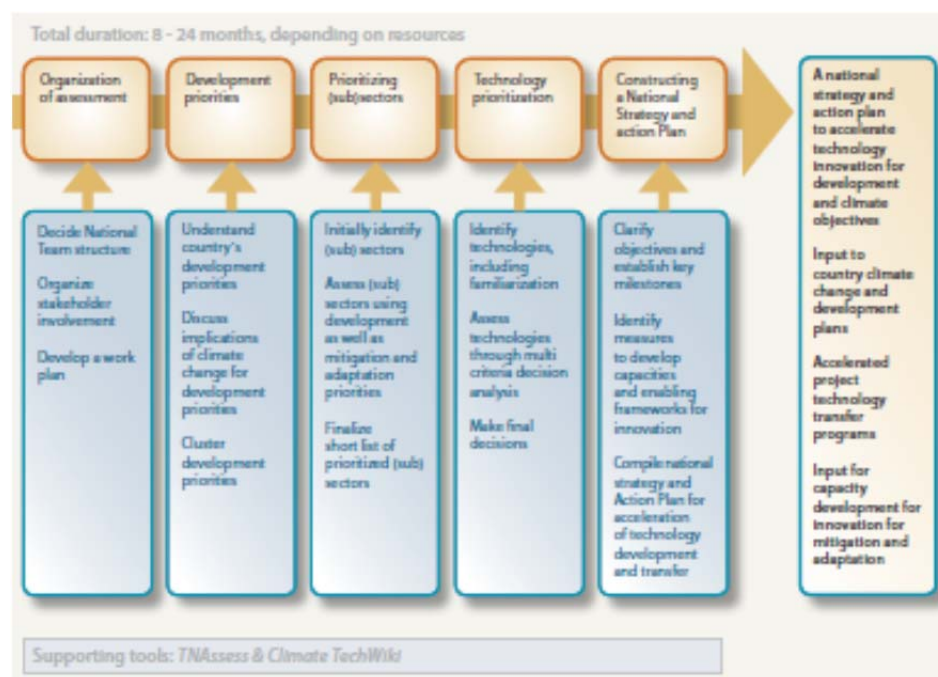 Total duration: 8 - 24 months, depending on resources
Organization
of assessment
Development
priorities
Prioritizing
(sub)sectors
Technology
prioritization
Constructing
a National
Strategy and
action Plan
Decide National
Team structure
Organize
stakeholder
involvement
Develop a work
plan
Understand
country's
development
priorities
Discuss
implications
of climate
change for
development
priorities
Cluster
development
priorities
Initially identify
(sub) sectors
Assess (sub)
sectors using
development
as well as
mitigation and
adaptation
priorities
Finalize
short list of
prioritized (sub)
sectors
Identify
technologies,
including
familiarization
Assess
technologies
through multi
criteria decision
analysis
Make final
decisions
Clarify
objectives and
establish key
milestones
Identify
measures
to develop
capacities
and enabling
frameworks for
innovation
Compile national
strategy and
Action Plan for
acceleration
of technology
development
and transfer
A national
strategy and
action plan
to accelerate
technology
innovation for
development
and climate
objectives
Input to
country climate
change and
development
plans
Accelerated
project
technology
transfer
programs
Input for
capacity
development for
innovation for
mitigation and
adaptation
Supporting tools: TNAssess & Climate TechWiki